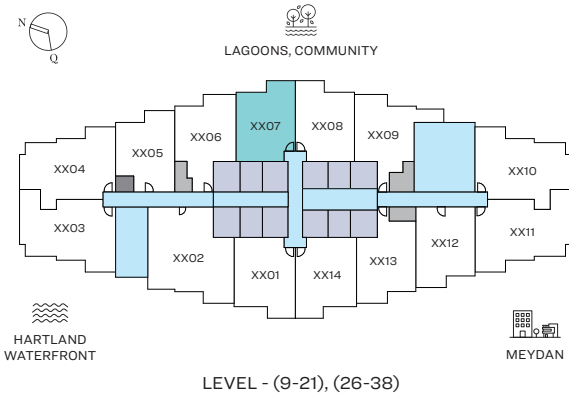 N
Q
LAGOONS, COMMUNITY
XX07
XX08
XX06
XX09
XX05
XX04
XX10
XX03
XX11
XX02
XX12
XX01
XX14
XX13
HARTLAND
WATERFRONT
MEYDAN
LEVEL - (9-21), (26-38)